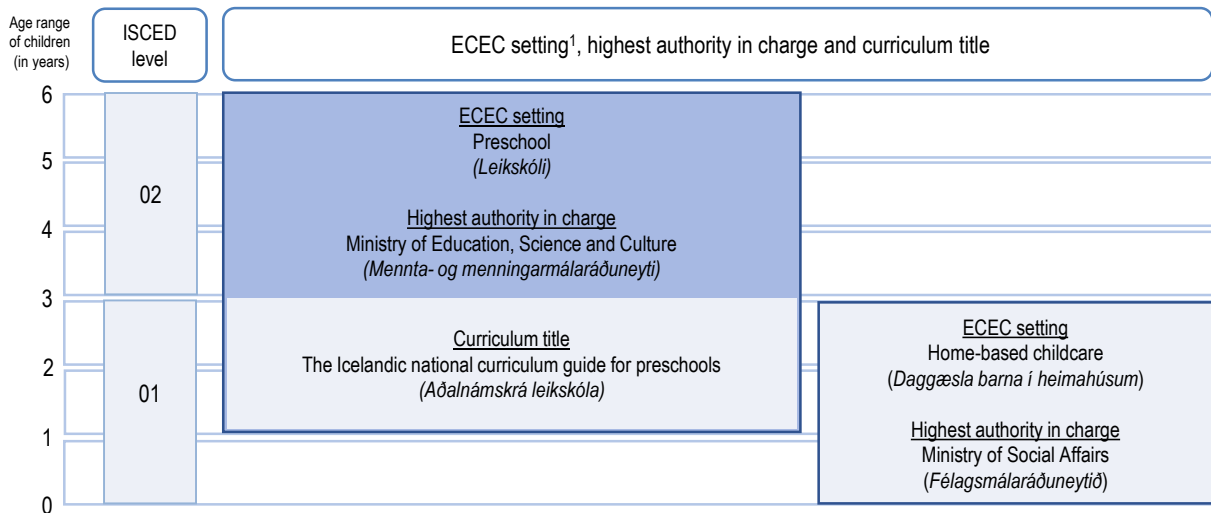 Age range
of children
(in years)
ISCED
level
ECEC setting¹, highest authority in charge and curriculum title
6
5
4
3
2
1
0
02
01
ECEC setting
Preschool
(Leikskóli)
Highest authority in charge
Ministry of Education, Science and Culture
(Mennta- og menningarmálaráðuneyti)
Curriculum title
The Icelandic national curriculum guide for preschools
(Aðalnámskrá leikskóla)
ECEC setting
Home-based childcare
(Daggæsla barna í heimahúsum)
Highest authority in charge
Ministry of Social Affairs
(Félagsmálaráðuneytið)